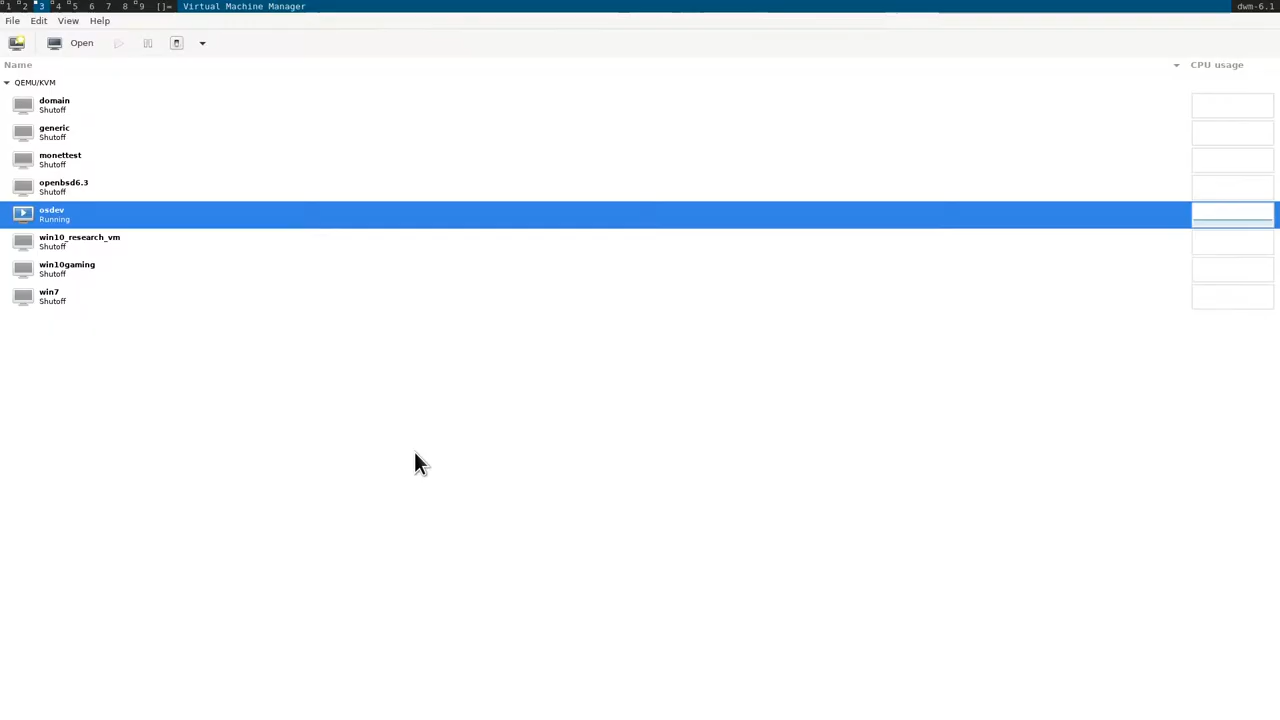 1 2 3 4 5 6 7 8 9 []= Virtual Machine Manager dwm-6.1
File Edit View Help
Open
Name CPU usage
QEMU/KVM
domain
Shutoff
generic
Shutoff
monettest
Shutoff
openbsd6.3
Shutoff
osdev
Running
win10_research_vm
Shutoff
win10gaming
Shutoff
win7
Shutoff